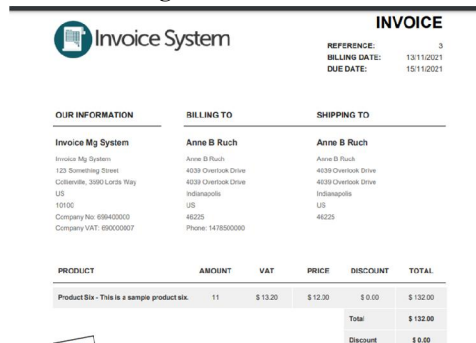 Invoice System
INVOICE
REFERENCE: 3
BILLING DATE: 13/11/2021
DUE DATE: 15/11/2021
OUR INFORMATION
Invoice Mg System
Invoice Mg System
123 Something Street
Collierville, 3590 Lords Way
US
10100
Company No: 699400000
Company VAT: 690000007
BILLING TO
Anne B Ruch
Anne B Ruch
4039 Overlook Drive
4039 Overlook Drive
Indianapolis
US
46225
Phone: 1478500000
SHIPPING TO
Anne B Ruch
Anne B Ruch
4039 Overlook Drive
4039 Overlook Drive
Indianapolis
US
46225
PRODUCT AMOUNT VAT PRICE DISCOUNT TOTAL
Product Six - This is a sample product six. 11 $ 13.20 $ 12.00 $ 0.00 $ 132.00
Total $ 132.00
Discount $ 0.00